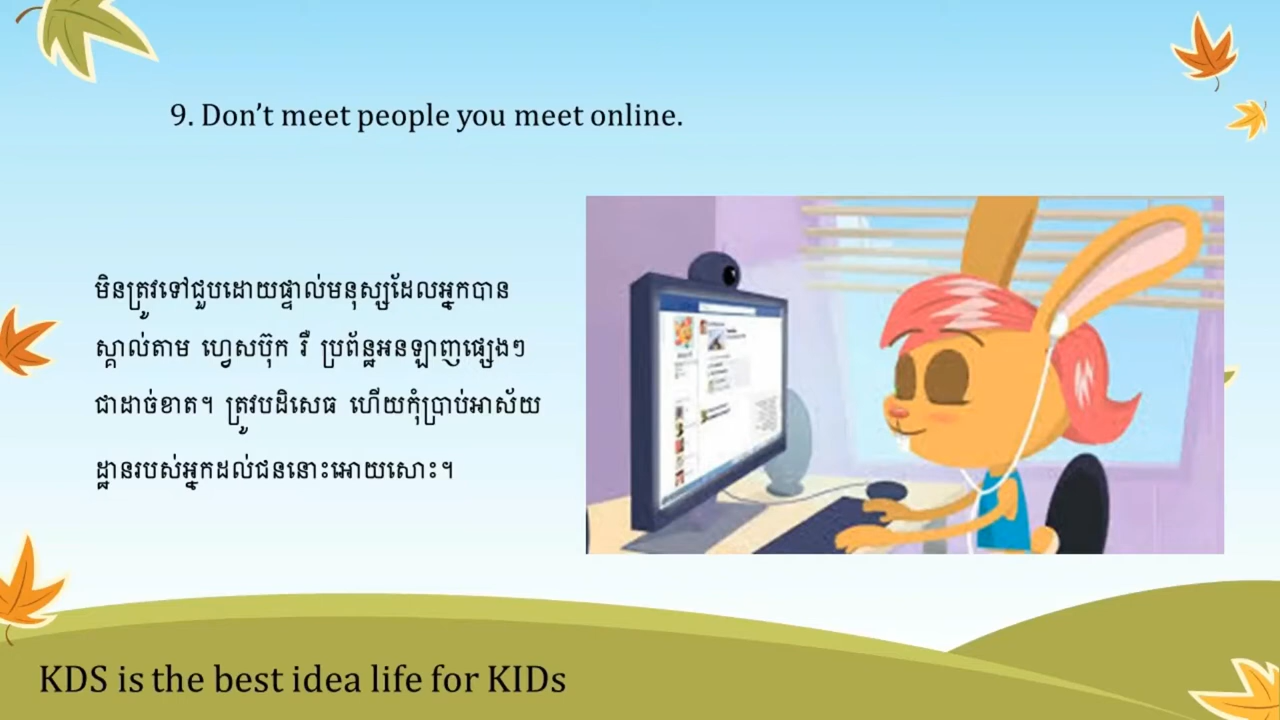 9. Don’t meet people you meet online.
មិនត្រូវទៅជួបដោយផ្ទាល់មនុស្សដែលអ្នកបាន
ស្គាល់តាម ហ្វេសប៊ុក រឺ ប្រព័ន្ឋអនឡាញផ្សេងៗ
ជាដាច់ខាត។ ត្រូវបដិសេធ ហើយកុំប្រាប់អាស័យ
ដ្ឋានរបស់អ្នកដល់ជននោះអោយសោះ។
KDS is the best idea life for KIDs